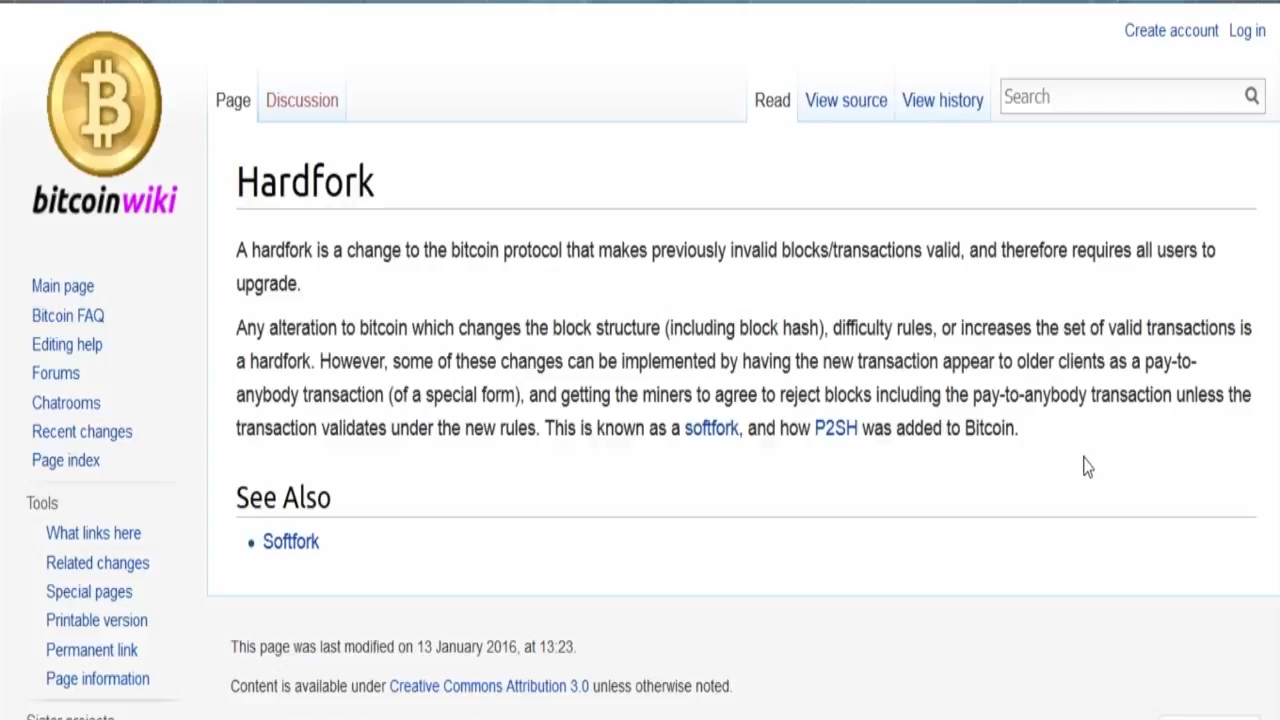 Create account Log in
bitcoinwiki
Page Discussion Read View source View history Search
Hardfork
A hardfork is a change to the bitcoin protocol that makes previously invalid blocks/transactions valid, and therefore requires all users to
upgrade.
Any alteration to bitcoin which changes the block structure (including block hash), difficulty rules, or increases the set of valid transactions is
a hardfork. However, some of these changes can be implemented by having the new transaction appear to older clients as a pay-to-
anybody transaction (of a special form), and getting the miners to agree to reject blocks including the pay-to-anybody transaction unless the
transaction validates under the new rules. This is known as a softfork, and how P2SH was added to Bitcoin.
See Also
• Softfork
Main page
Bitcoin FAQ
Editing help
Forums
Chatrooms
Recent changes
Page index
Tools
What links here
Related changes
Special pages
Printable version
Permanent link
Page information
Sister projects
This page was last modified on 13 January 2016, at 13:23.
Content is available under Creative Commons Attribution 3.0 unless otherwise noted.